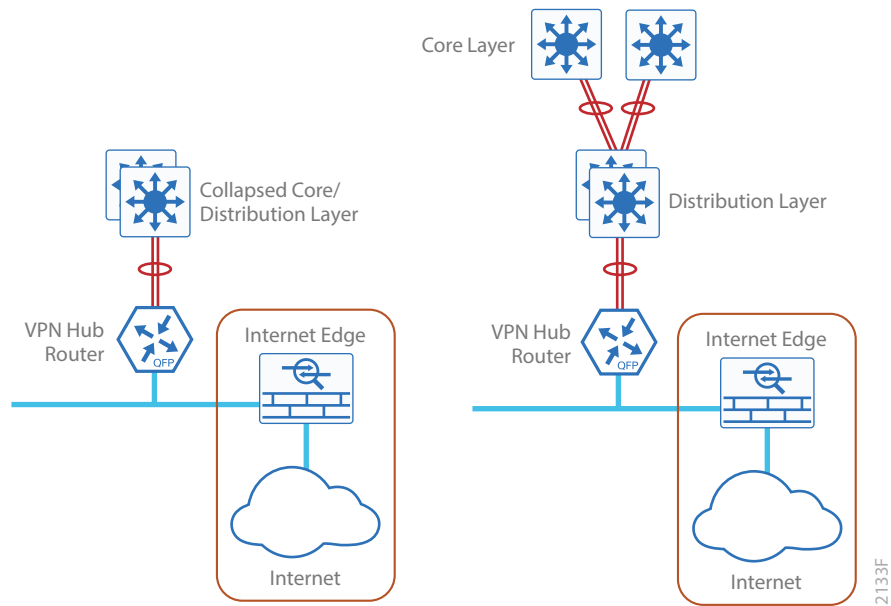 Core Layer
Collapsed Core/
Distribution Layer
Distribution Layer
VPN Hub
Router
QFP
Internet Edge
Internet
VPN Hub
Router
QFP
Internet Edge
Internet
2133F